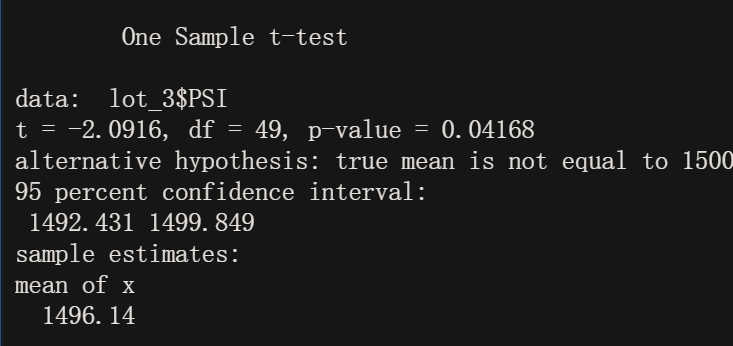 One Sample t-test
data: lot_3$PSI
t = -2.0916, df = 49, p-value = 0.04168
alternative hypothesis: true mean is not equal to 1500
95 percent confidence interval:
1492.431 1499.849
sample estimates:
mean of x
1496.14